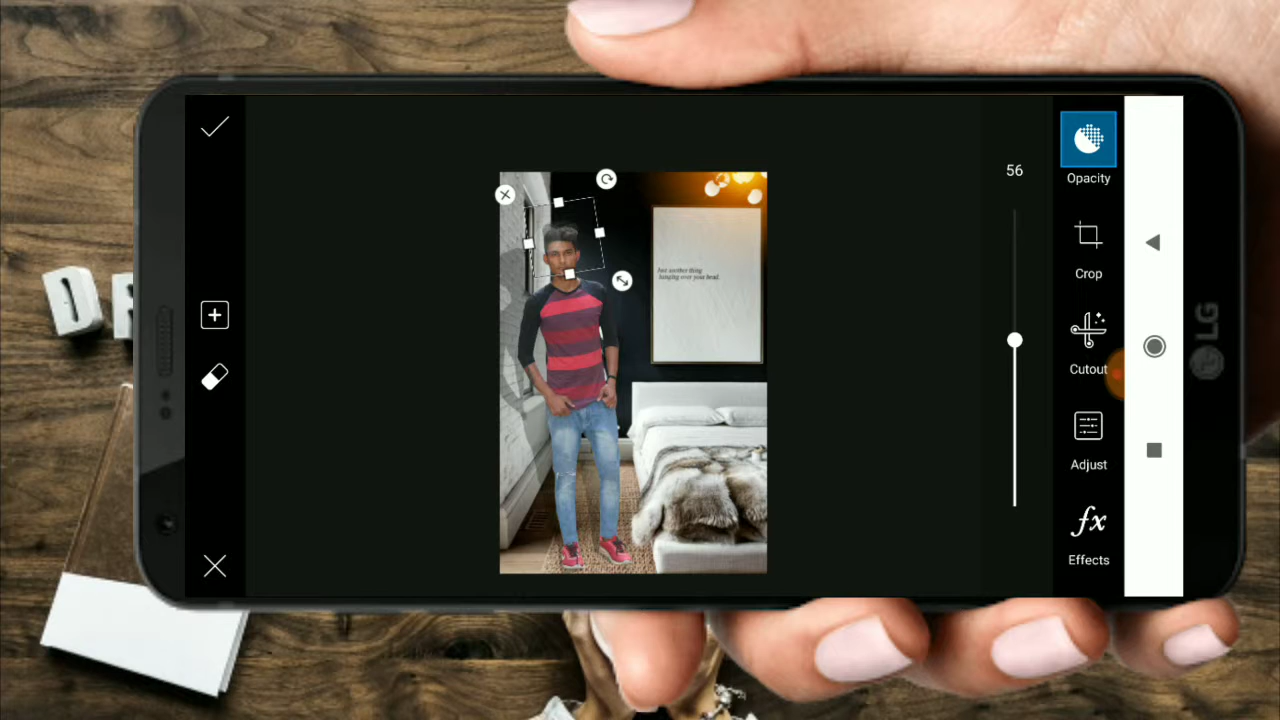 56
Opacity
Crop
Cutout
Adjust
Effects
fx
LG
Just another thing
hanging over your head.
D